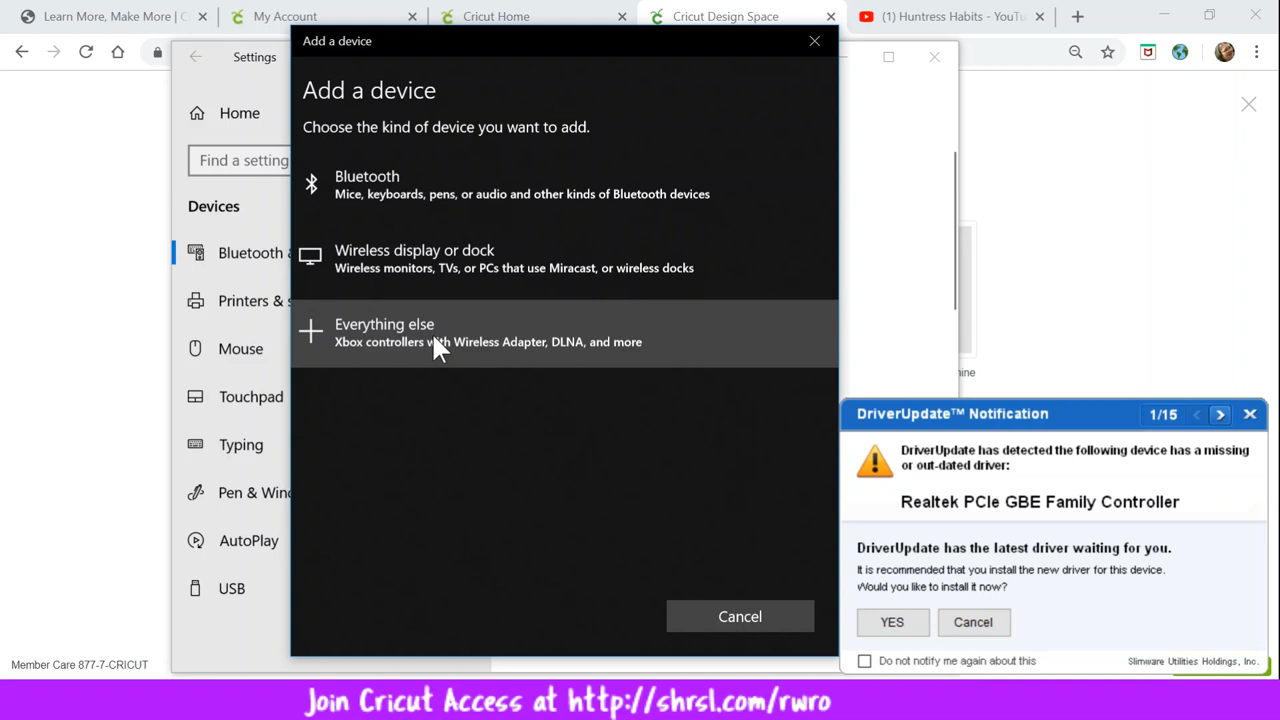 Learn More, Make More | C
My Account
Cricut Home
Cricut Design Space
(1) Huntress Habits - YouTu
Settings
Home
Find a setting
Devices
Bluetooth &
Printers & s
Mouse
Touchpad
Typing
Pen & Wind
AutoPlay
USB
Add a device
Add a device
Choose the kind of device you want to add.
Bluetooth
Mice, keyboards, pens, or audio and other kinds of Bluetooth devices
Wireless display or dock
Wireless monitors, TVs, or PCs that use Miracast, or wireless docks
Everything else
Xbox controllers with Wireless Adapter, DLNA, and more
Cancel
hine
DriverUpdate™ Notification 1/15
DriverUpdate has detected the following device has a missing
or out-dated driver:
Realtek PCIe GBE Family Controller
DriverUpdate has the latest driver waiting for you.
It is recommended that you install the new driver for this device.
Would you like to install it now?
YES
Cancel
Do not notify me again about this
Slimware Utilities Holdings, Inc.
Member Care 877-7-CRICUT
Join Cricut Access at http://shrsl.com/rwro